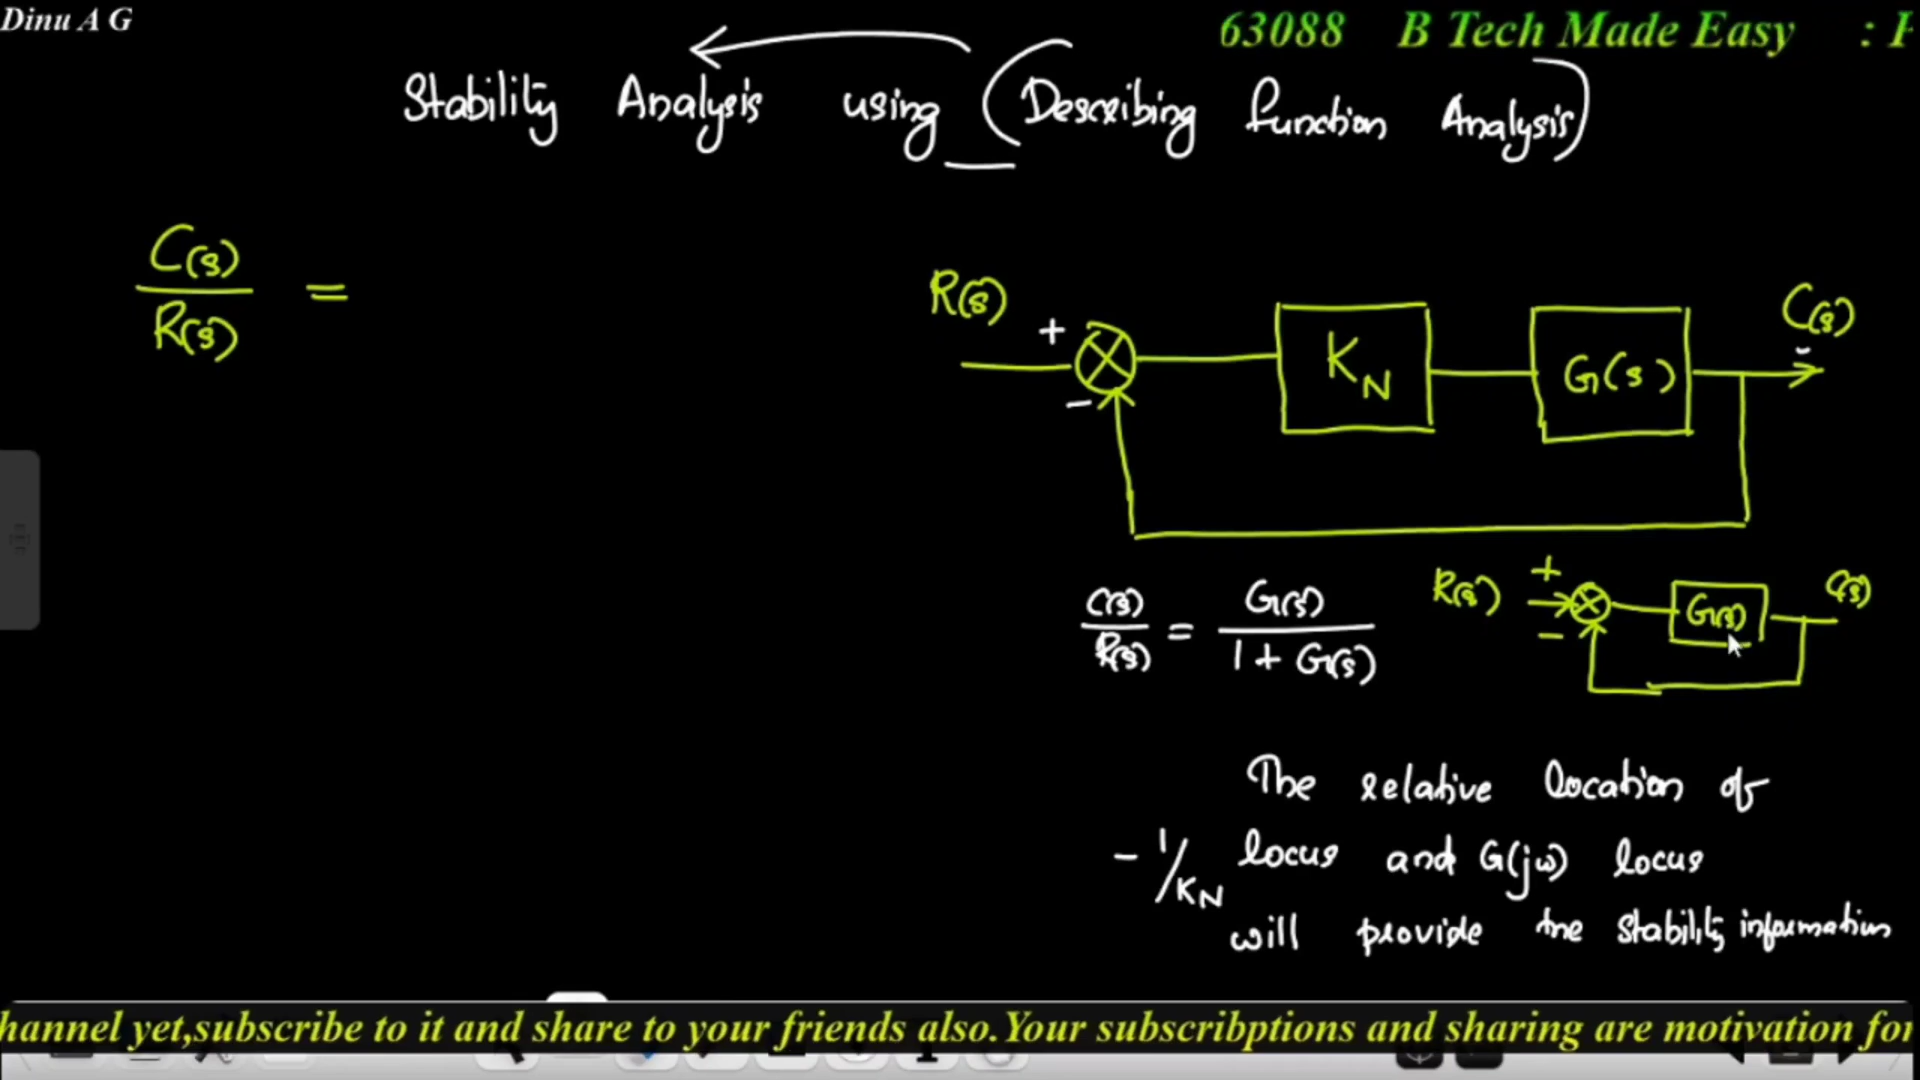 Dinu A G
63088 B Tech Made Easy :
Stability Analysis using (Describing function Analysis)
C(s)
R(s)
=
R(s)
+
-
K_N
G(s)
C(s)
C(s)
R(s)
=
G(s)
1 + G(s)
R(s)
+
-
G(s)
C(s)
The relative location of
- 1/K_N locus and G(jω) locus
will provide the stability information
hannel yet,subscribe to it and share to your friends also.Your subscribptions and sharing are motivation for